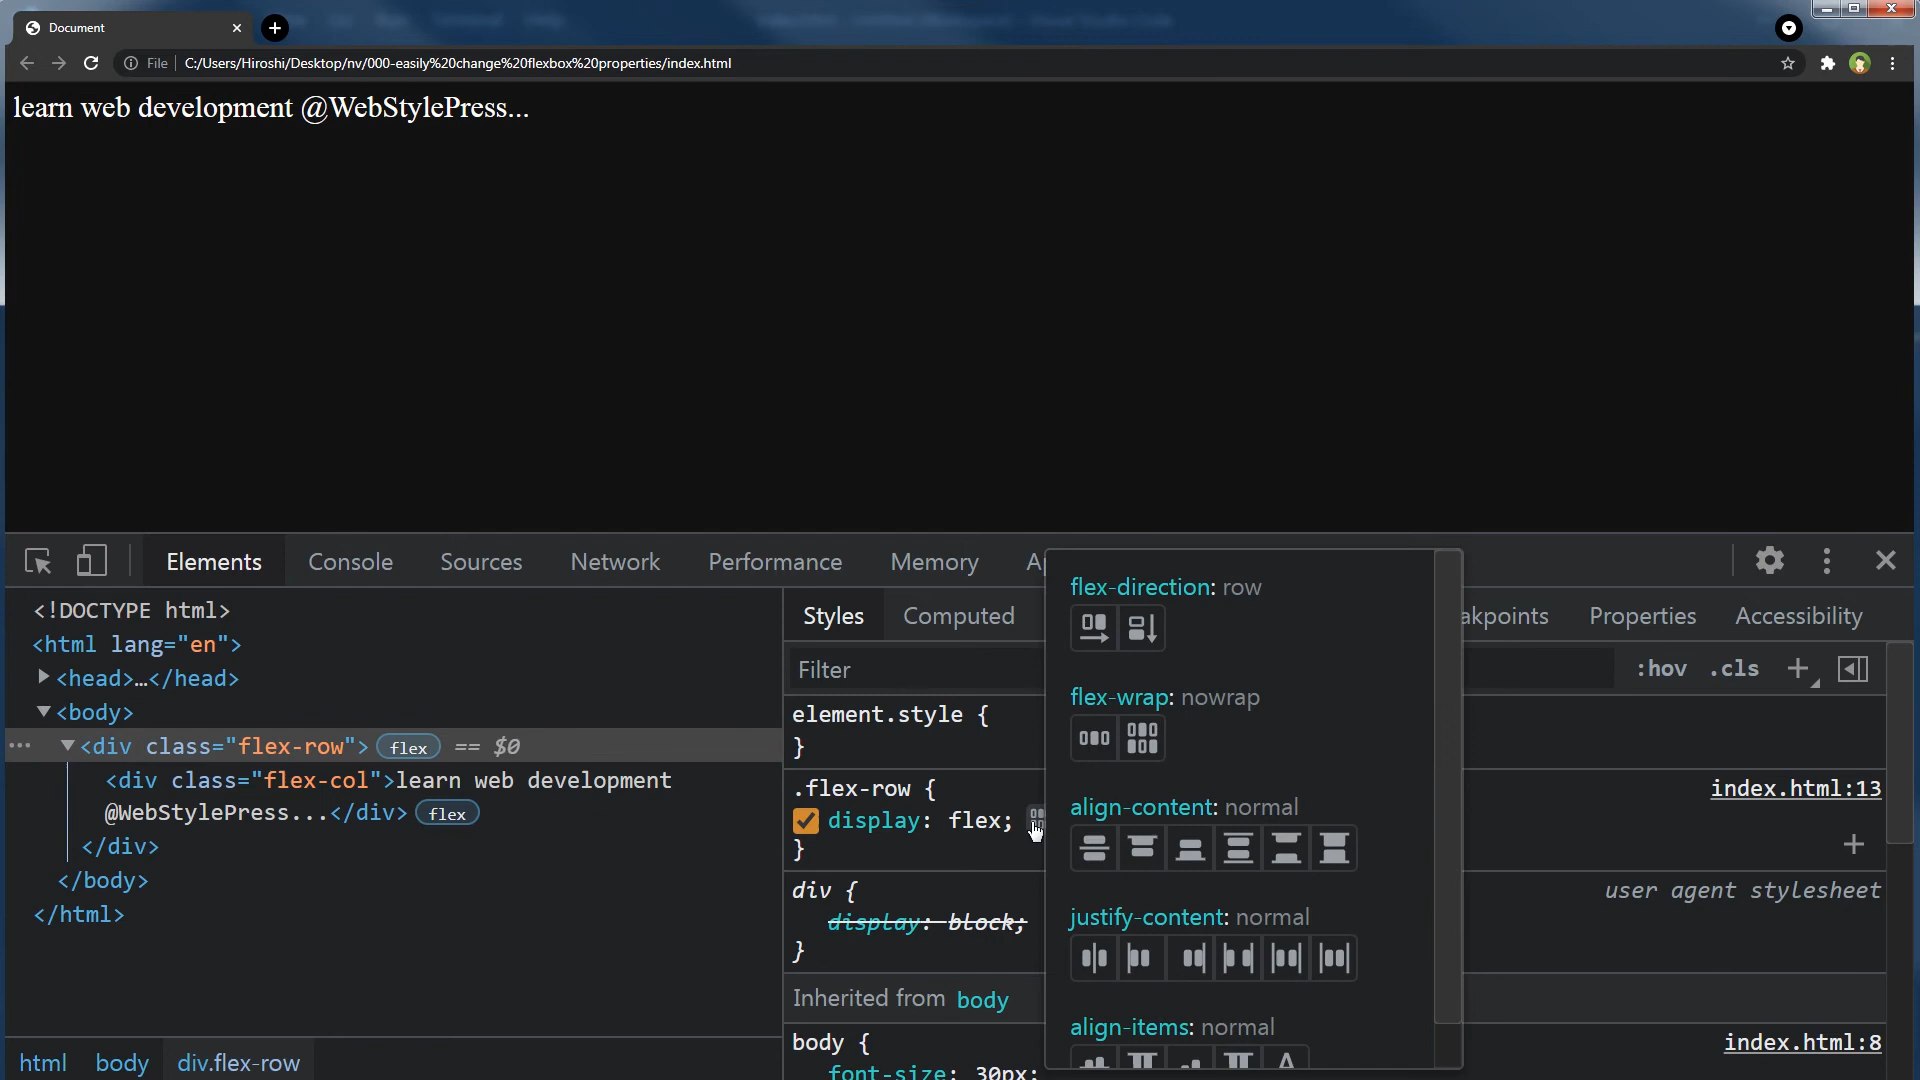 Document
File C:/Users/Hiroshi/Desktop/nv/000-easily%20change%20flexbox%20properties/index.html
learn web development @WebStylePress...
Elements Console Sources Network Performance Memory
<!DOCTYPE html>
<html lang="en">
<head>…</head>
<body>
<div class="flex-row"> flex == $0
<div class="flex-col">learn web development
@WebStylePress...</div> flex
</div>
</body>
</html>
html body div.flex-row
Styles Computed
Properties Accessibility
Filter
:hov .cls
element.style {
}
.flex-row {
index.html:13
display: flex;
}
div {
user agent stylesheet
display: block;
}
Inherited from body
body {
index.html:8
font-size: 30px;
flex-direction: row
flex-wrap: nowrap
align-content: normal
justify-content: normal
align-items: normal